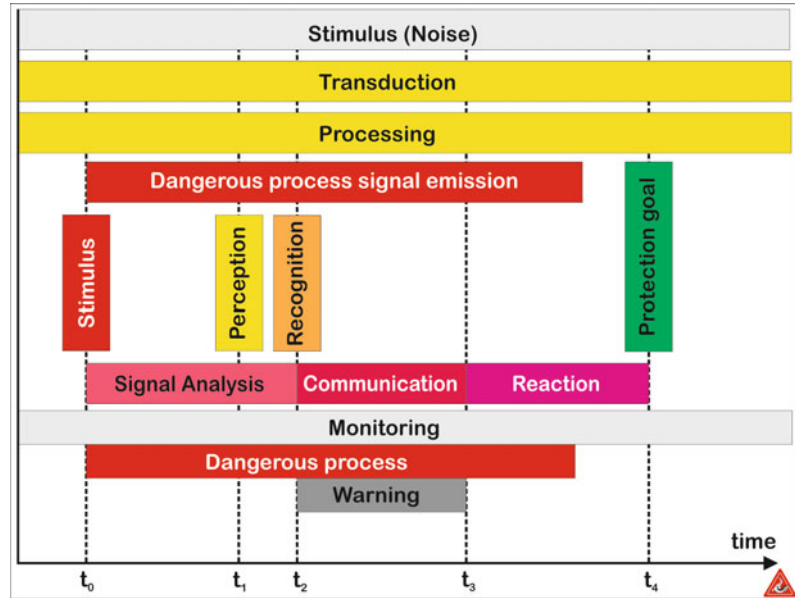 Stimulus (Noise)
Transduction
Processing
Dangerous process signal emission
Stimulus
Perception
Recognition
Protection goal
Signal Analysis
Communication
Reaction
Monitoring
Dangerous process
Warning
time
t0
t1
t2
t3
t4